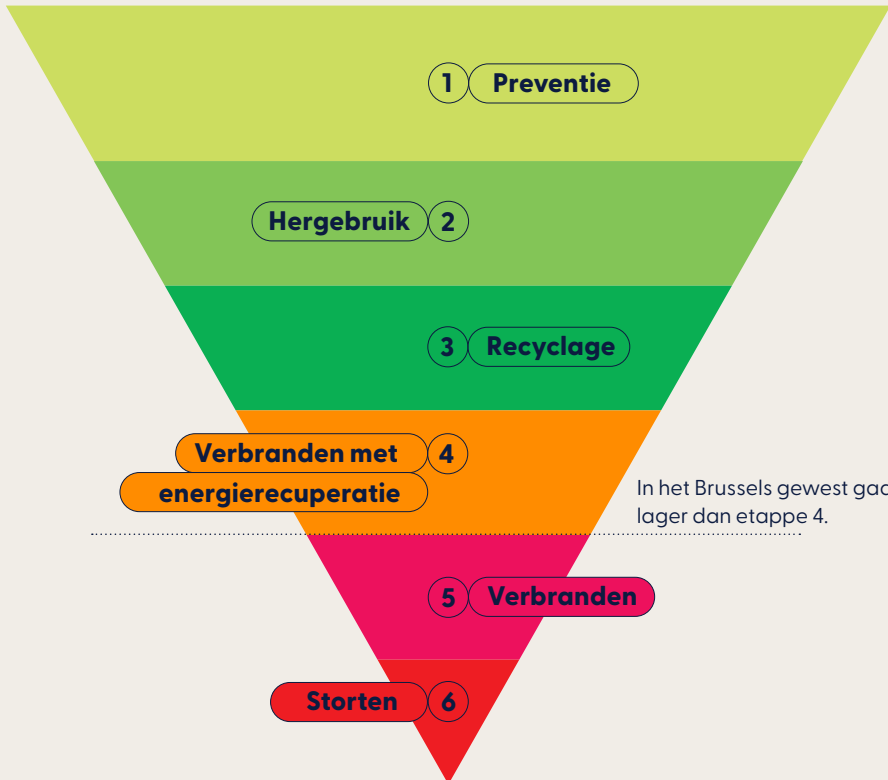 1 Preventie
Hergebruik 2
3 Recyclage
Verbranden met 4
energierecuperatie
In het Brussels gewest gaa
lager dan etappe 4.
5 Verbranden
Storten 6